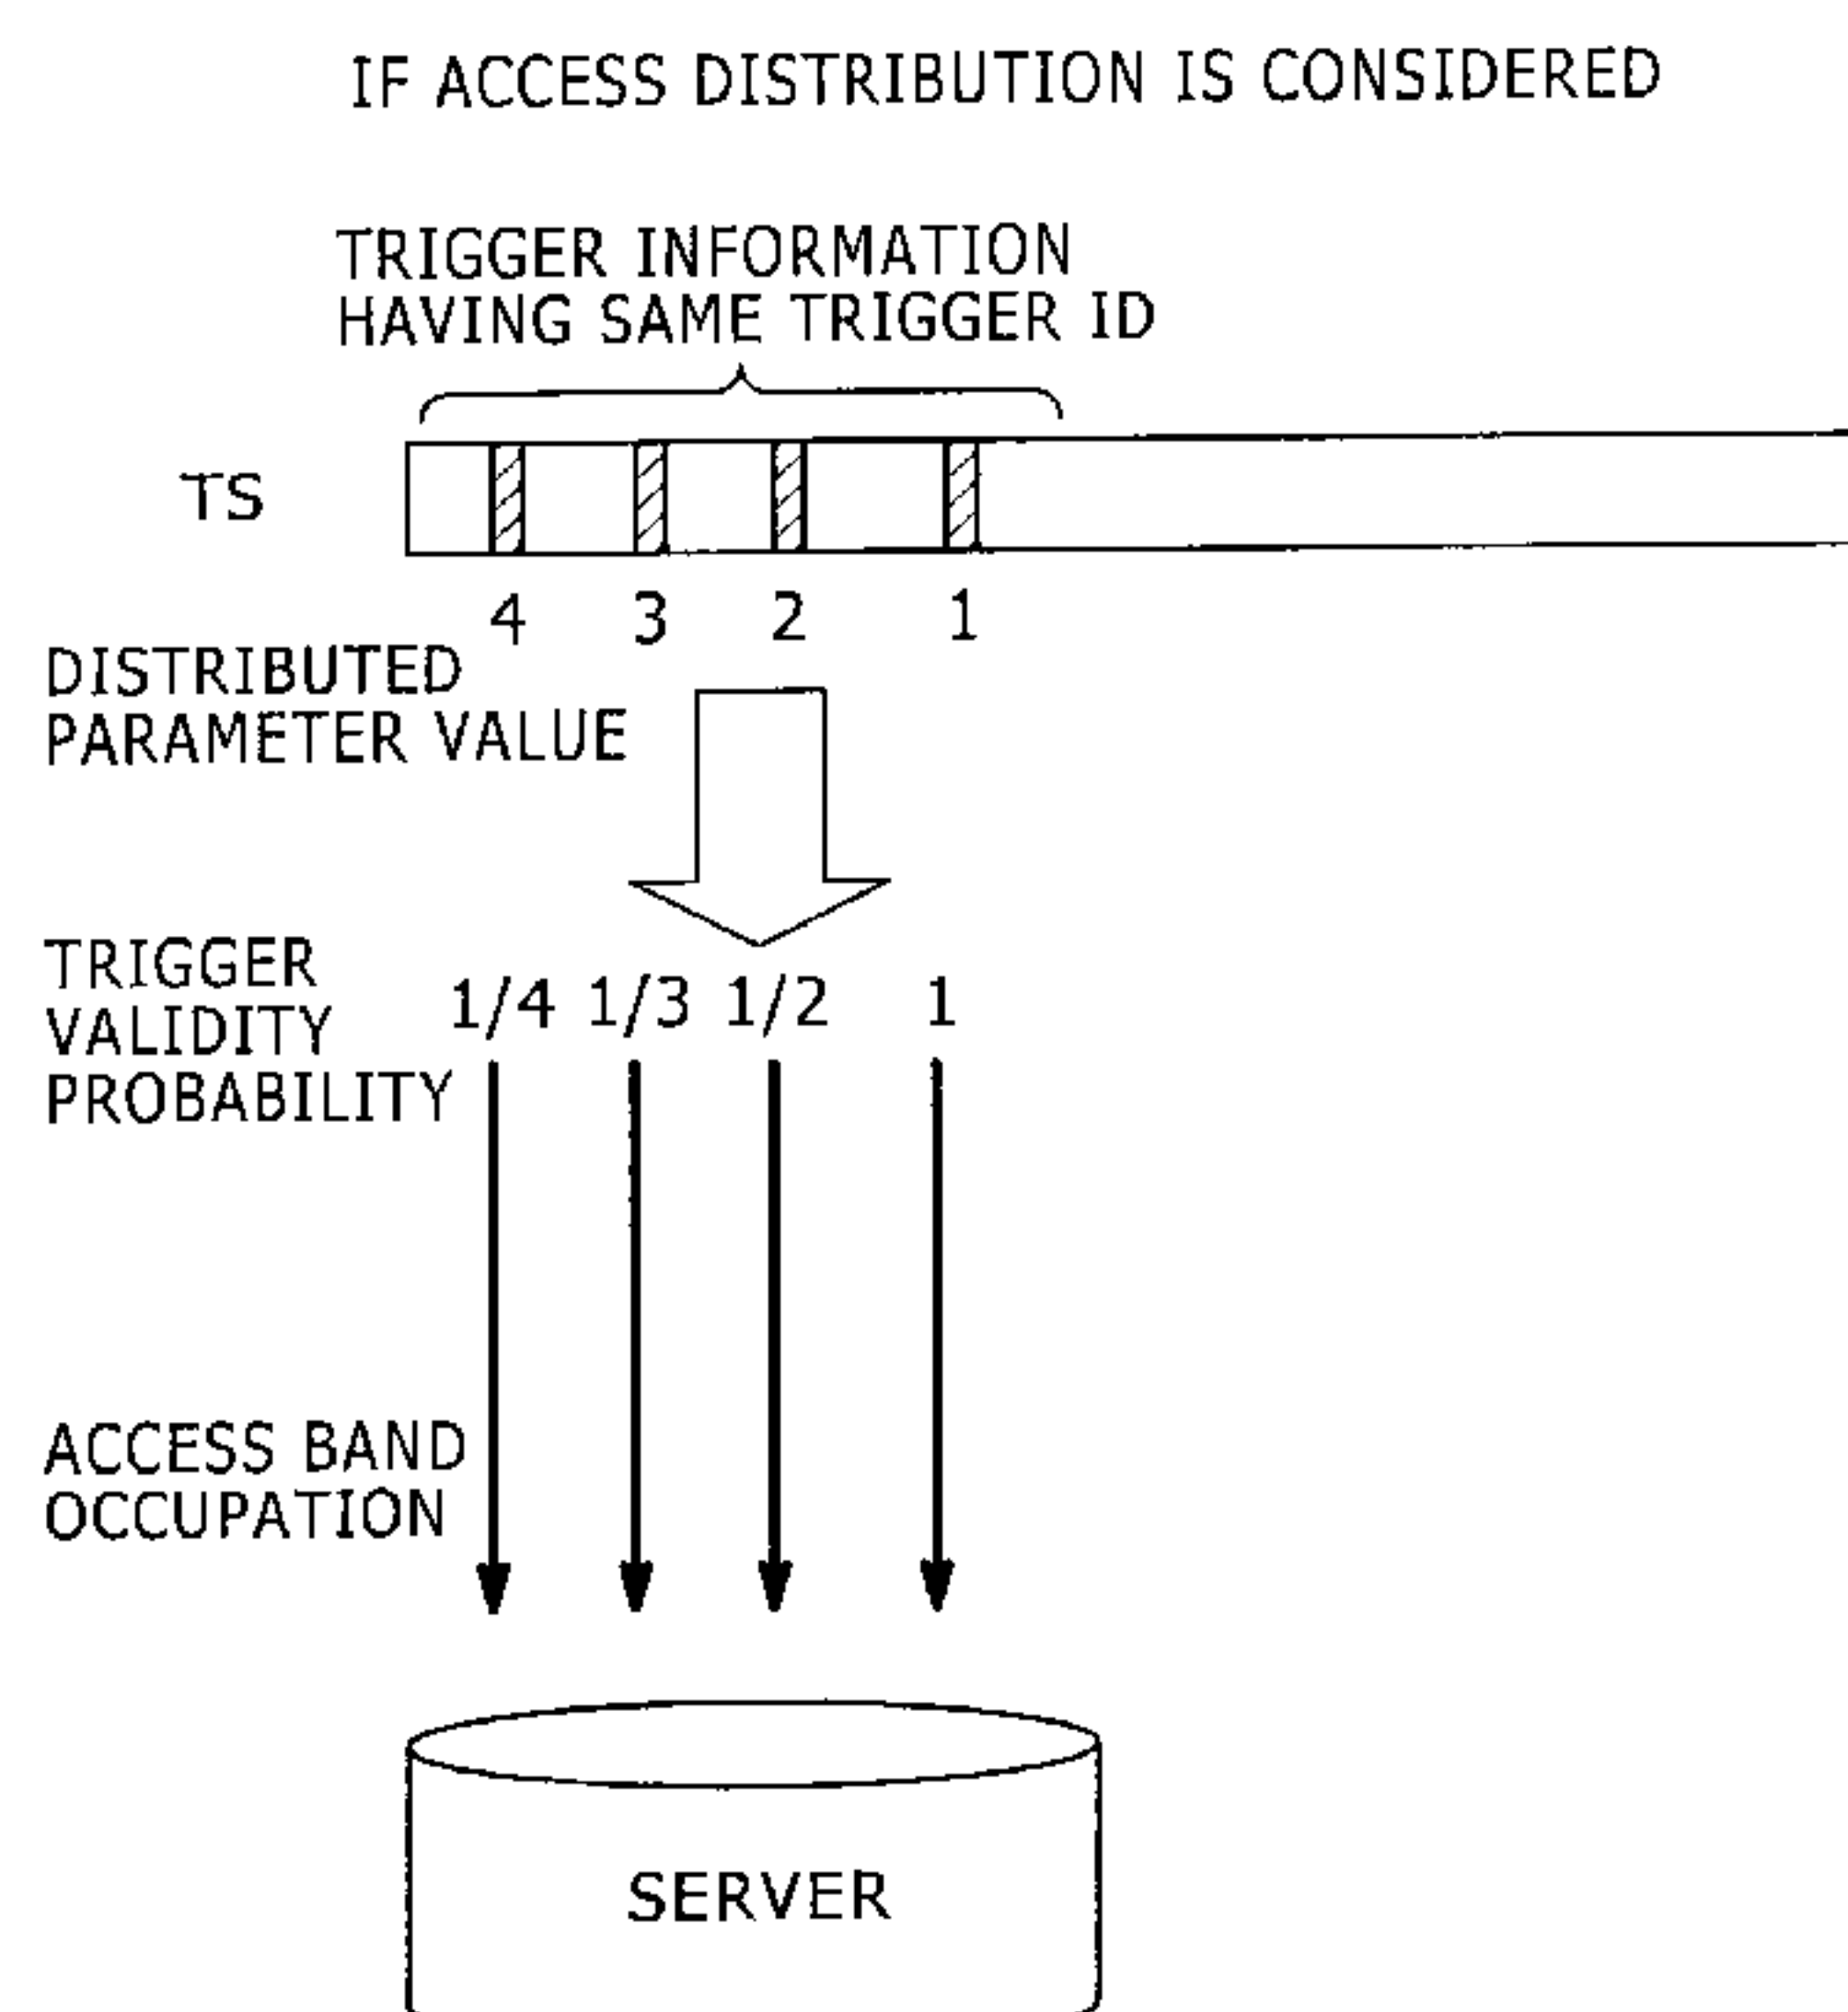 IF ACCESS DISTRIBUTION IS CONSIDERED
TRIGGER INFORMATION
HAVING SAME TRIGGER ID
TS
4 3 2 1
DISTRIBUTED
PARAMETER VALUE
TRIGGER
VALIDITY
PROBABILITY
1/4 1/3 1/2 1
ACCESS BAND
OCCUPATION
SERVER